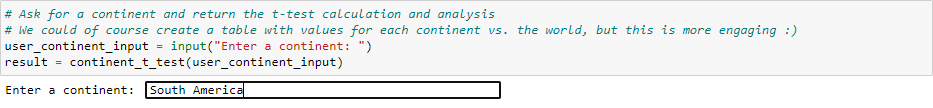 # Ask for a continent and return the t-test calculation and analysis
# We could of course create a table with values for each continent vs. the world, but this is more engaging :)
user_continent_input = input("Enter a continent: ")
result = continent_t_test(user_continent_input)
Enter a continent: South America